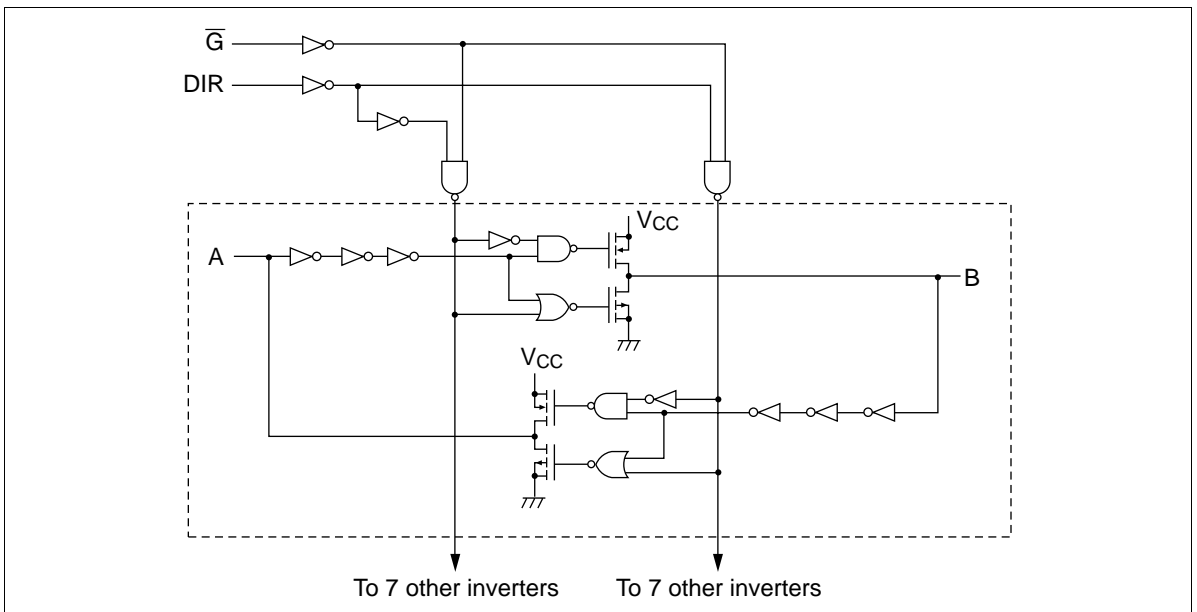 G̅
DIR
VCC
A
B
VCC
To 7 other inverters
To 7 other inverters